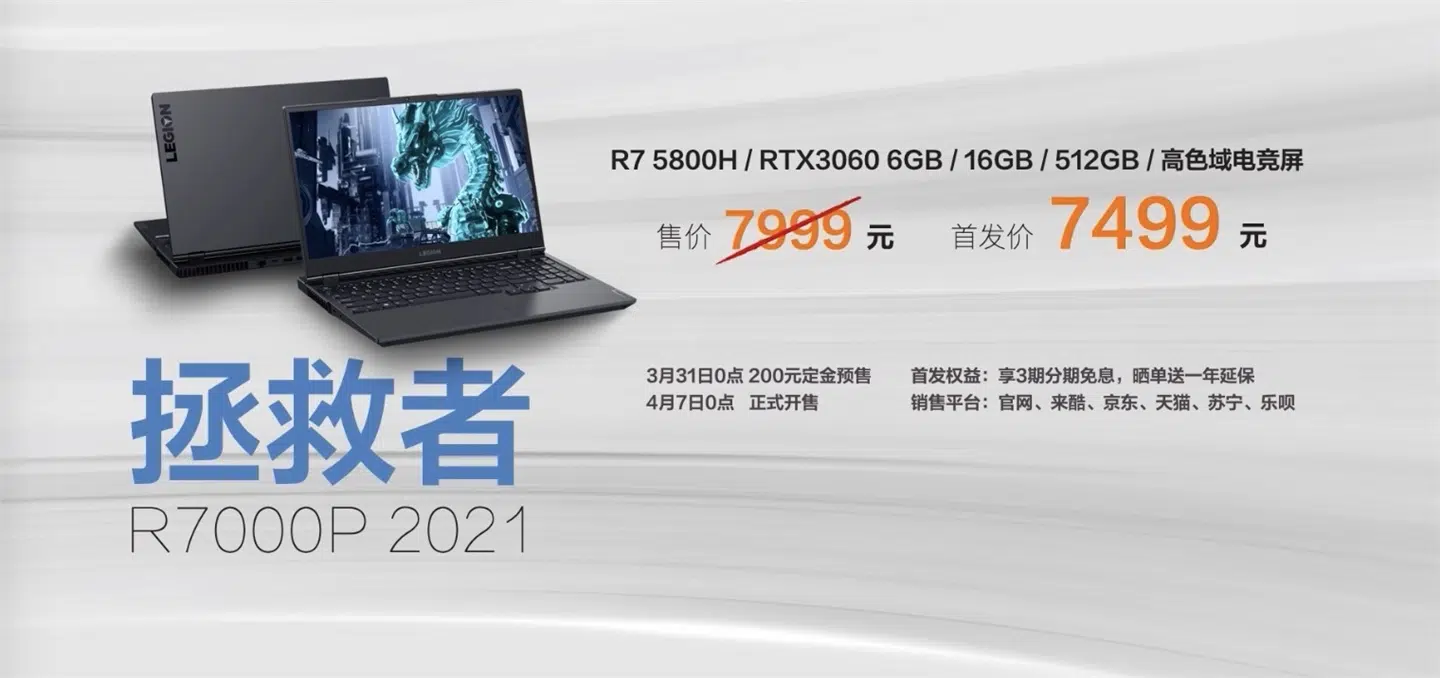 LEGION
LEGION
R7 5800H / RTX3060 6GB / 16GB / 512GB / 高色域电竞屏
售价 7999 元 首发价 7499 元
3月31日0点 200元定金预售
4月7日0点 正式开售
首发权益：享3期分期免息，晒单送一年延保
销售平台：官网、来酷、京东、天猫、苏宁、乐呗
拯救者
R7000P 2021